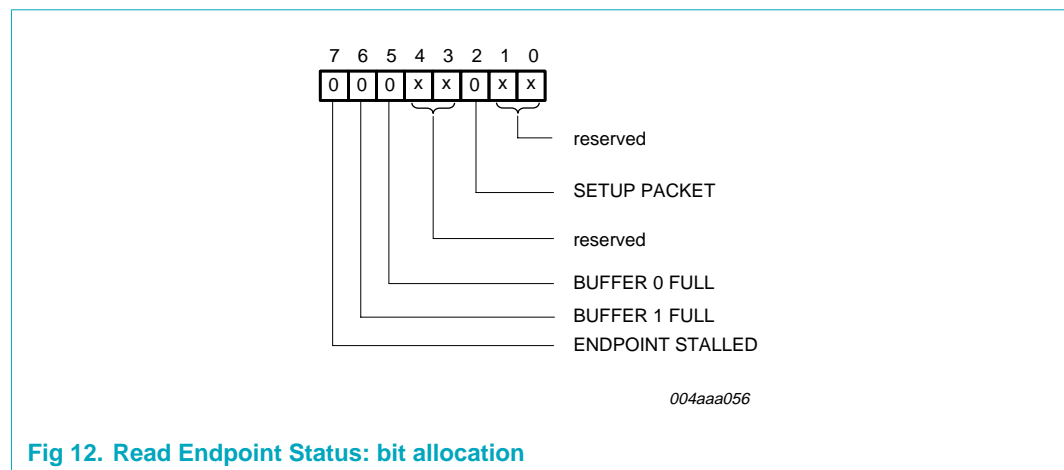 7 6 5 4 3 2 1 0
0 0 0 x x 0 x x
reserved
SETUP PACKET
reserved
BUFFER 0 FULL
BUFFER 1 FULL
ENDPOINT STALLED
004aaa056
Fig 12. Read Endpoint Status: bit allocation